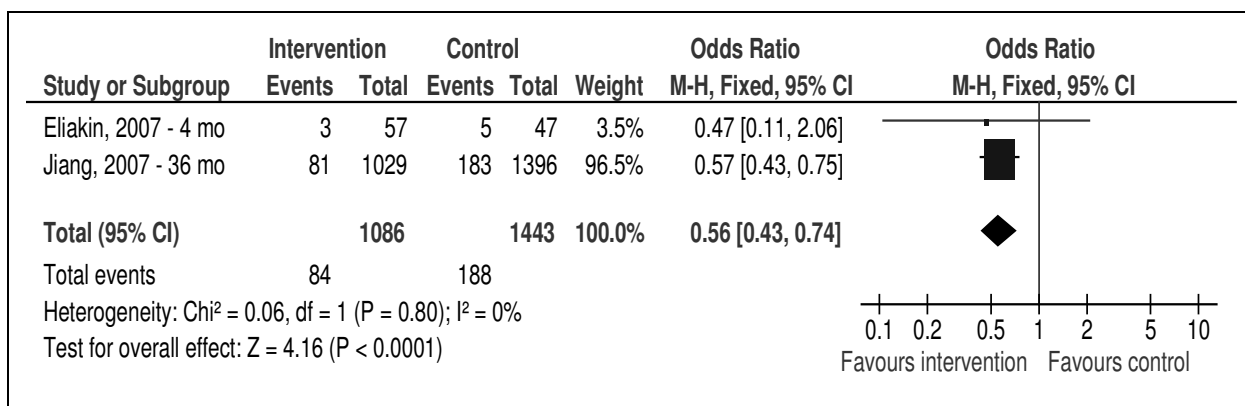 Intervention Control Odds Ratio Odds Ratio
Study or Subgroup Events Total Events Total Weight M-H, Fixed, 95% CI M-H, Fixed, 95% CI
Eliakin, 2007 - 4 mo 3 57 5 47 3.5% 0.47 [0.11, 2.06]
Jiang, 2007 - 36 mo 81 1029 183 1396 96.5% 0.57 [0.43, 0.75]
Total (95% CI) 1086 1443 100.0% 0.56 [0.43, 0.74]
Total events 84 188
Heterogeneity: Chi² = 0.06, df = 1 (P = 0.80); I² = 0%
Test for overall effect: Z = 4.16 (P < 0.0001)
0.1 0.2 0.5 1 2 5 10
Favours intervention Favours control